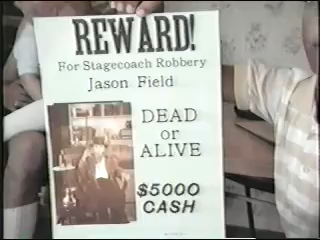 REWARD!
For Stagecoach Robbery
Jason Field
DEAD
or
ALIVE
$5000
CASH